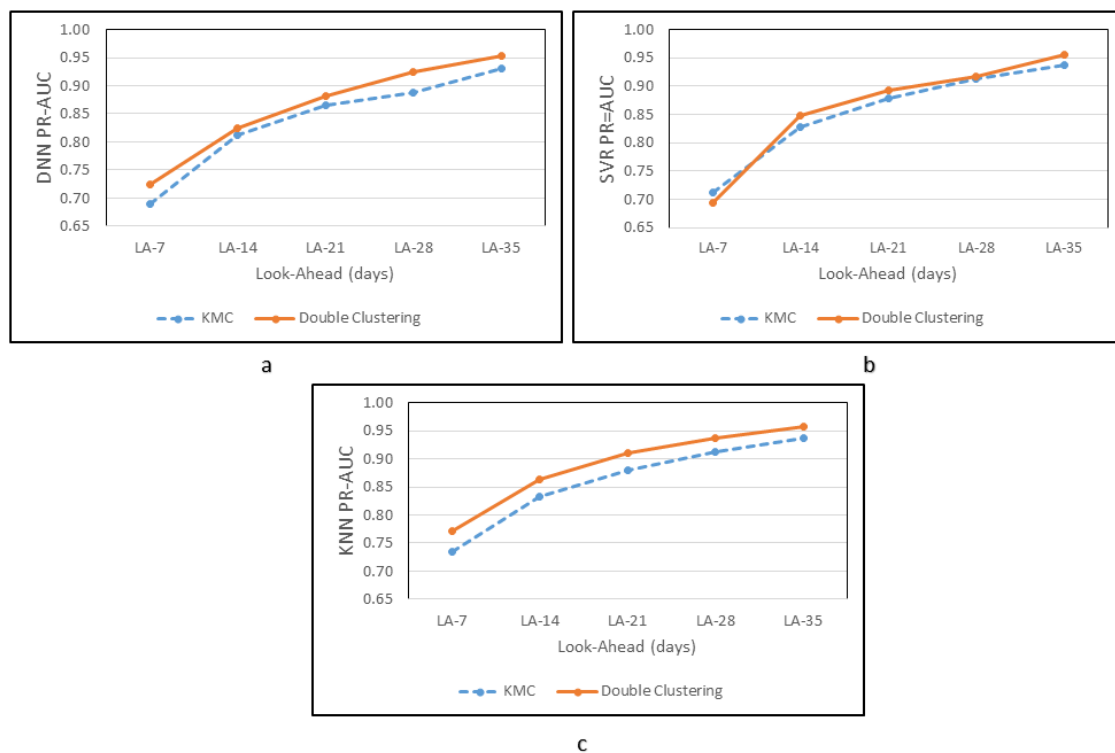 1.00
0.95
0.90
0.85
0.80
0.75
0.70
0.65
DNN PR-AUC
LA-7 LA-14 LA-21 LA-28 LA-35
Look-Ahead (days)
KMC Double Clustering
a
1.00
0.95
0.90
0.85
0.80
0.75
0.70
0.65
SVR PR=AUC
LA-7 LA-14 LA-21 LA-28 LA-35
Look-Ahead (days)
KMC Double Clustering
b
1.00
0.95
0.90
0.85
0.80
0.75
0.70
0.65
KNN PR-AUC
LA-7 LA-14 LA-21 LA-28 LA-35
Look-Ahead (days)
KMC Double Clustering
c